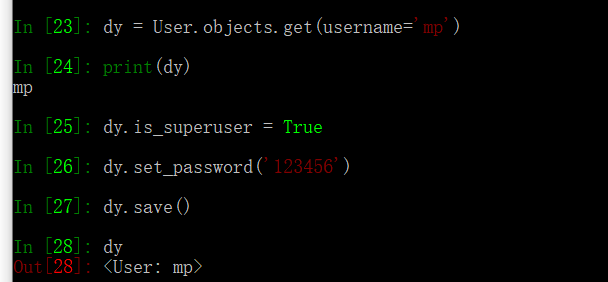 In [23]: dy = User.objects.get(username='mp')
In [24]: print(dy)
mp
In [25]: dy.is_superuser = True
In [26]: dy.set_password('123456')
In [27]: dy.save()
In [28]: dy
Out[28]: <User: mp>